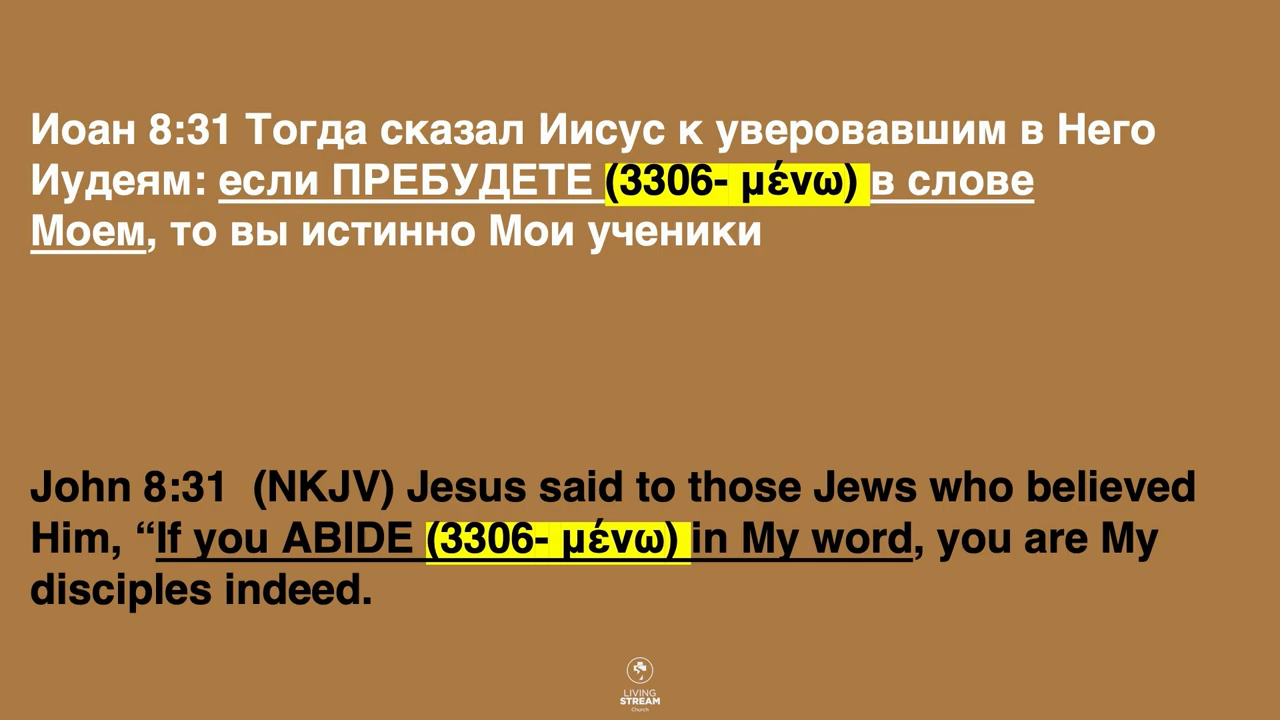 Иоан 8:31 Тогда сказал Иисус к уверовавшим в Него
Иудеям: если ПРЕБУДЕТЕ (3306- μένω) в слове
Моем, то вы истинно Мои ученики
John 8:31 (NKJV) Jesus said to those Jews who believed
Him, “If you ABIDE (3306- μένω) in My word, you are My
disciples indeed.
LIVING
STREAM
Church